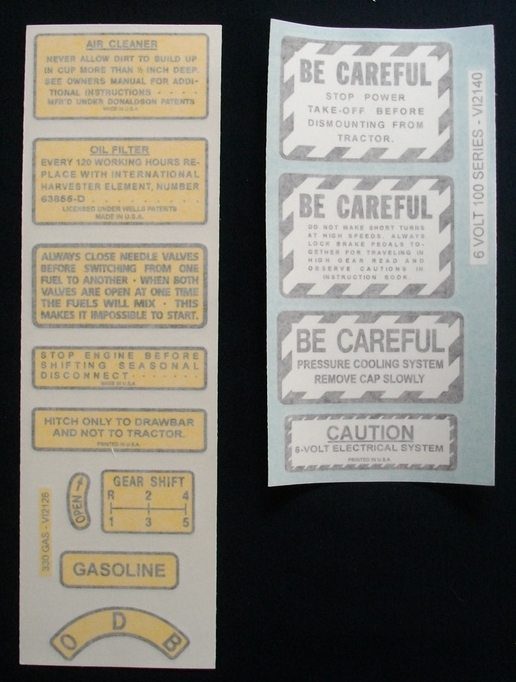 AIR CLEANER
NEVER ALLOW DIRT TO BUILD UP
IN CUP MORE THAN ½ INCH DEEP.
SEE OWNERS MANUAL FOR ADDI-
TIONAL INSTRUCTIONS . . . .
MFR'D UNDER DONALDSON PATENTS
MADE IN U.S.A.
OIL FILTER
EVERY 120 WORKING HOURS RE-
PLACE WITH INTERNATIONAL
HARVESTER ELEMENT, NUMBER
63855-D . . . . . . . . . .
LICENSED UNDER WELLS PATENTS
MADE IN U.S.A.
ALWAYS CLOSE NEEDLE VALVES
BEFORE SWITCHING FROM ONE
FUEL TO ANOTHER · WHEN BOTH
VALVES ARE OPEN AT ONE TIME
THE FUELS WILL MIX · THIS
MAKES IT IMPOSSIBLE TO START.
STOP ENGINE BEFORE
SHIFTING SEASONAL
DISCONNECT . . . . . . .
MADE IN U.S.A.
HITCH ONLY TO DRAWBAR
AND NOT TO TRACTOR.
PRINTED IN U.S.A.
OPEN
GEAR SHIFT
R 2 4
1 3 5
330 GAS - VI2126
GASOLINE
O D B
BE CAREFUL
STOP POWER
TAKE-OFF BEFORE
DISMOUNTING FROM
TRACTOR.
BE CAREFUL
DO NOT MAKE SHORT TURNS
AT HIGH SPEEDS. ALWAYS
LOCK BRAKE PEDALS TO-
GETHER FOR TRAVELING IN
HIGH GEAR READ AND
OBSERVE CAUTIONS IN
INSTRUCTION BOOK.
BE CAREFUL
PRESSURE COOLING SYSTEM
REMOVE CAP SLOWLY
CAUTION
6-VOLT ELECTRICAL SYSTEM
PRINTED IN U.S.A.
6 VOLT 100 SERIES - VI2140